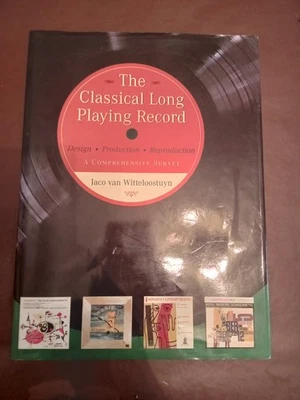 The
Classical Long
Playing Record
Design • Production • Reproduction
A Comprehensive Survey
Jaco van Witteloostuyn